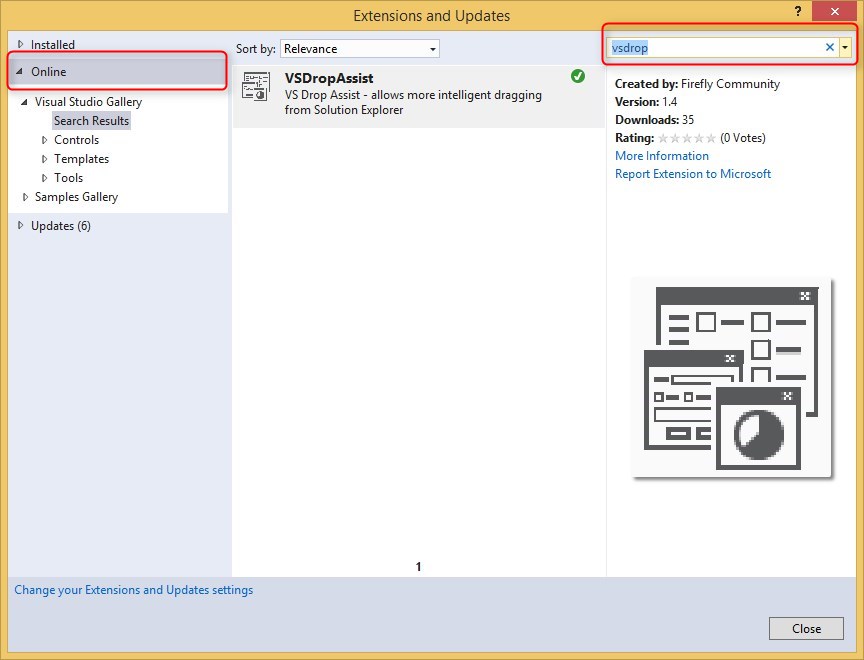 Extensions and Updates
?
Installed
Online
Visual Studio Gallery
Search Results
Controls
Templates
Tools
Samples Gallery
Updates (6)
Sort by: Relevance
VSDropAssist
VS Drop Assist - allows more intelligent dragging
from Solution Explorer
1
vsdrop
Created by: Firefly Community
Version: 1.4
Downloads: 35
Rating: (0 Votes)
More Information
Report Extension to Microsoft
Change your Extensions and Updates settings
Close